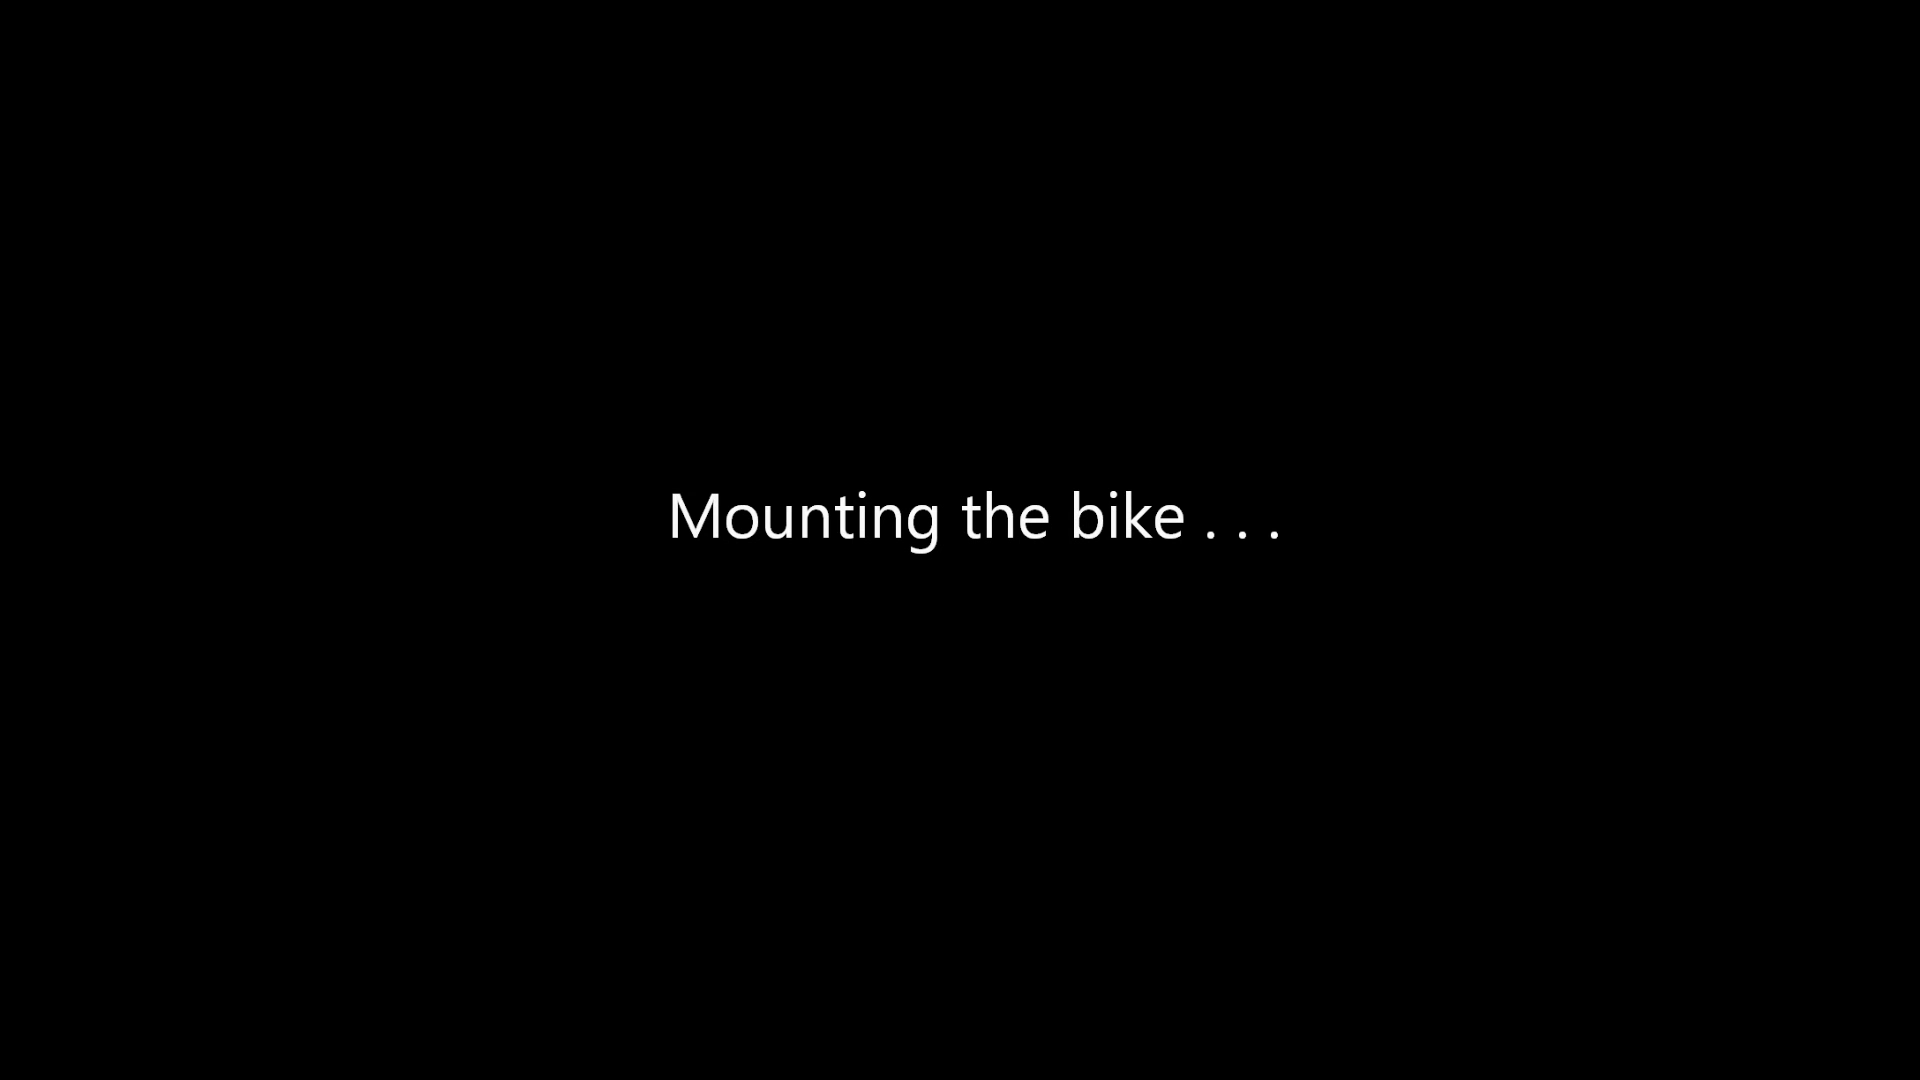 Mounting the bike . . .